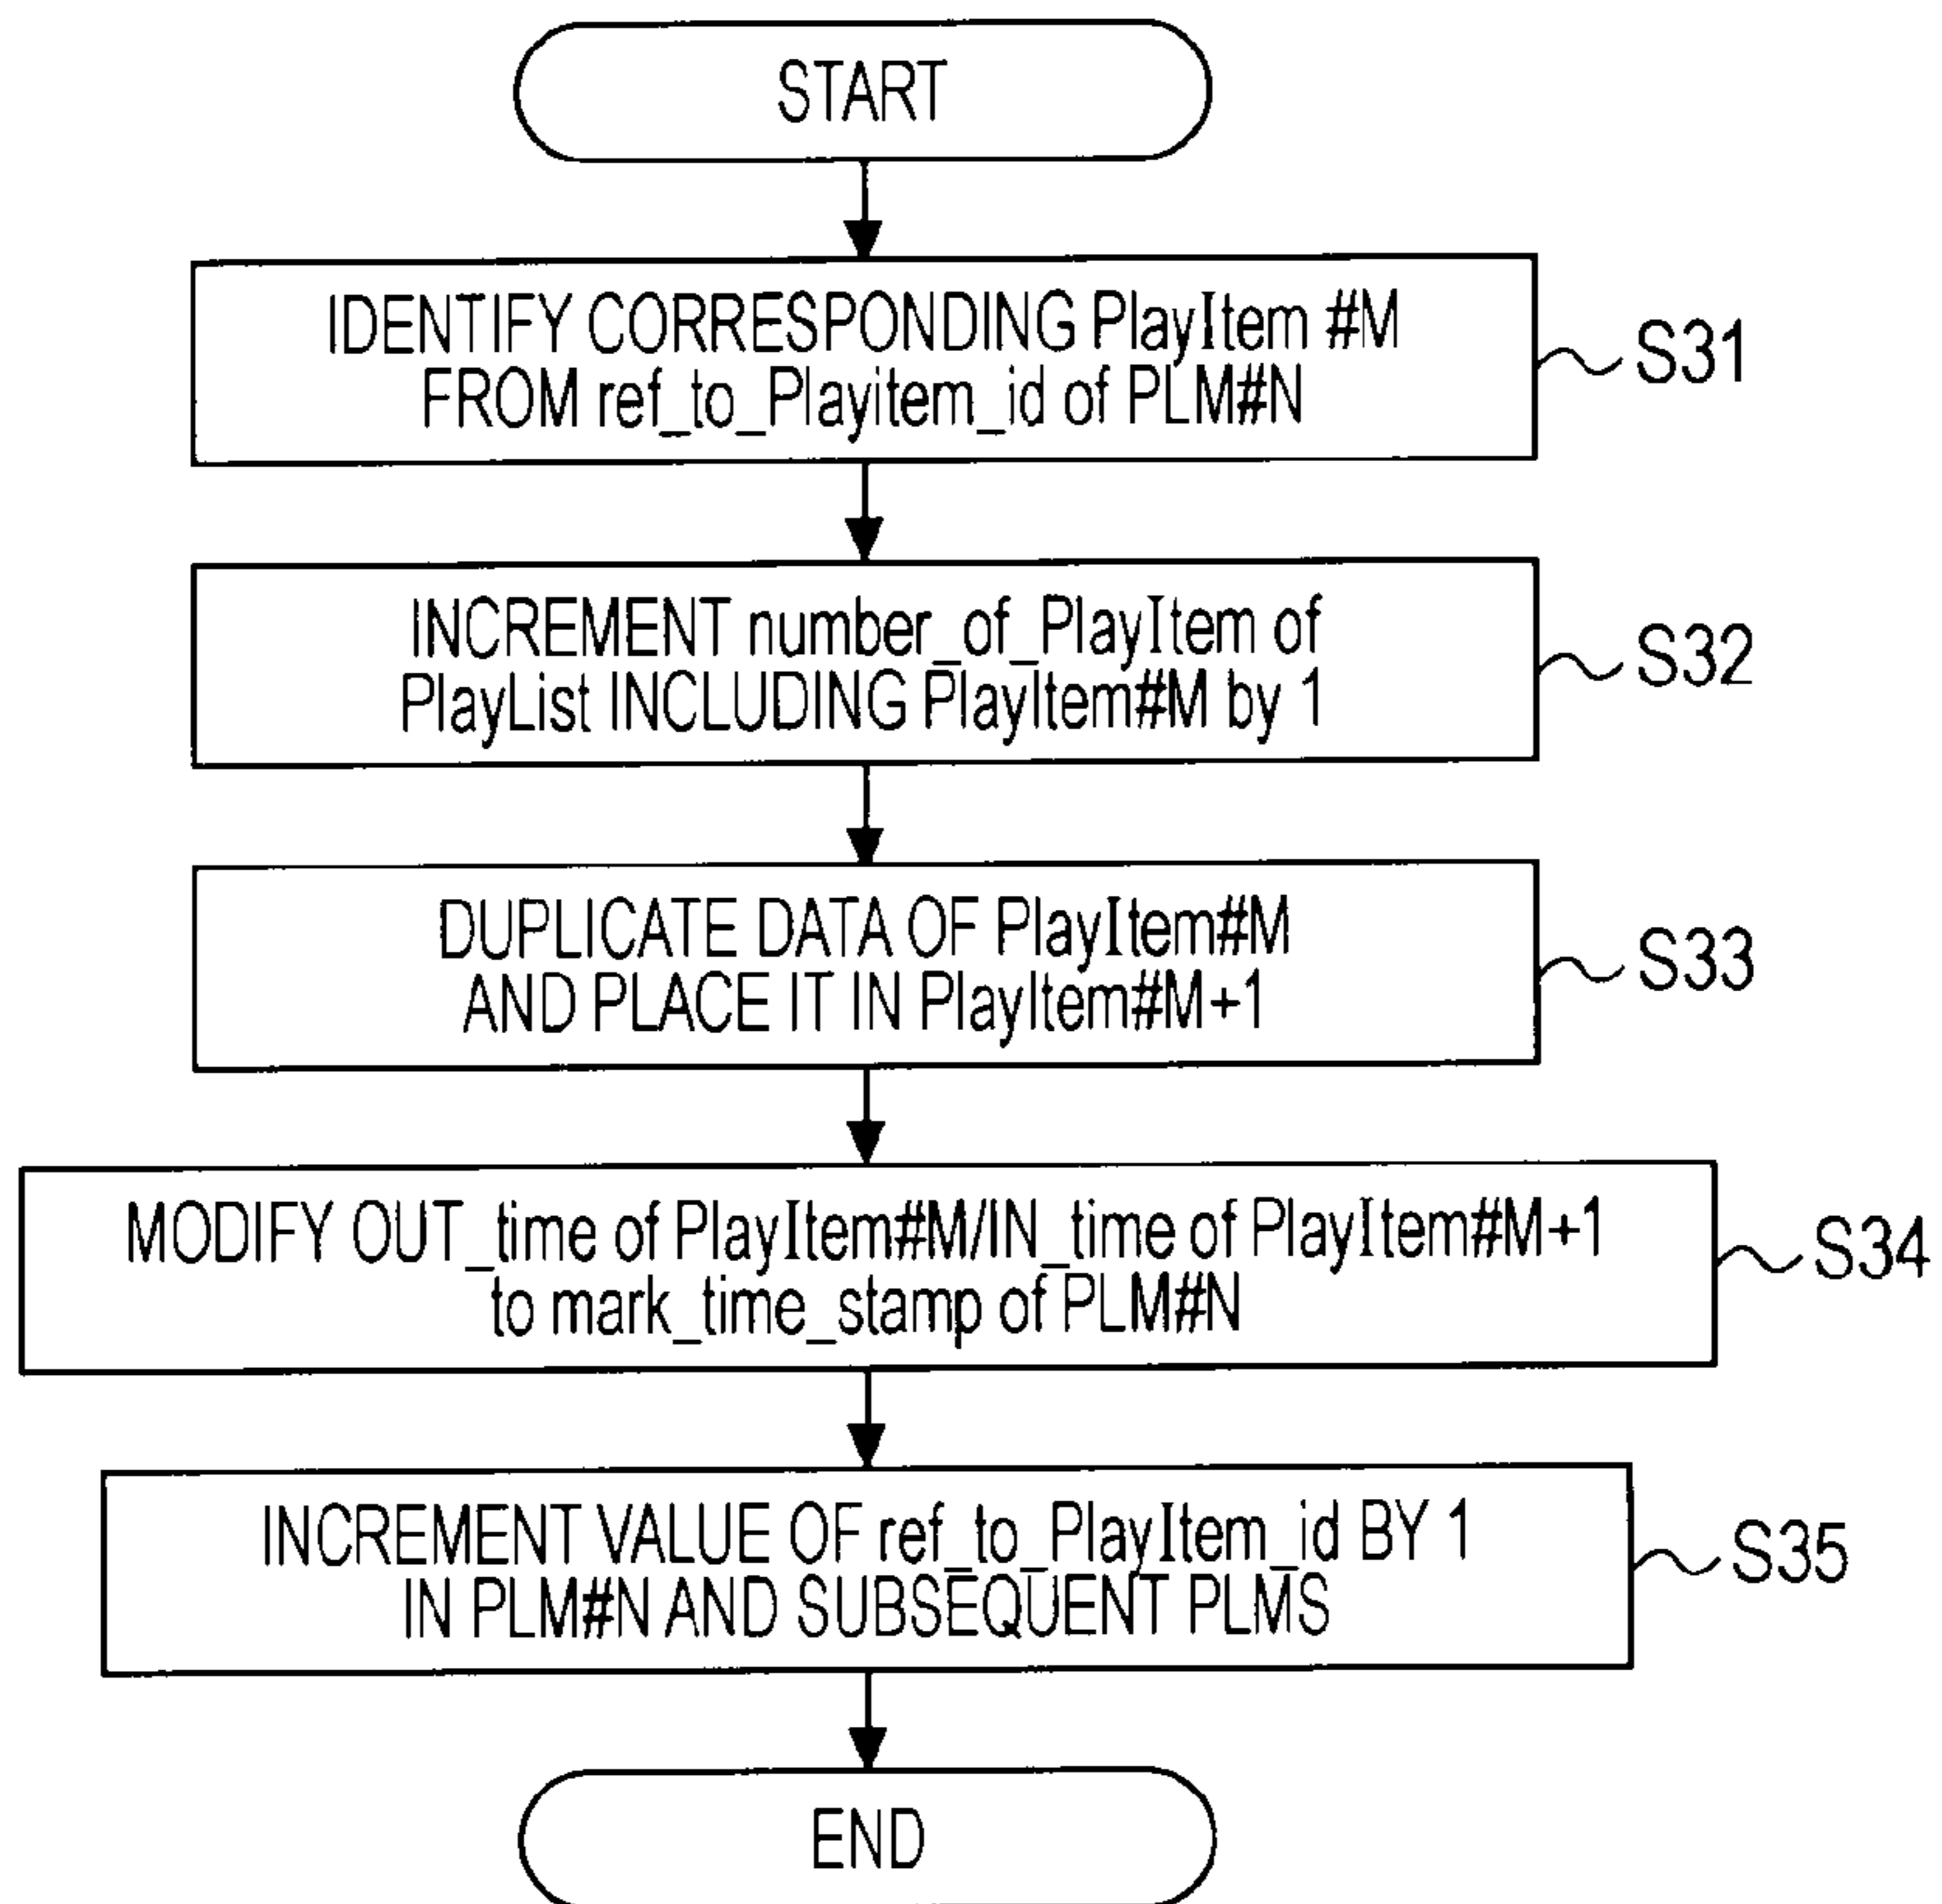 START
IDENTIFY CORRESPONDING PlayItem #M
FROM ref_to_Playitem_id of PLM#N
S31
INCREMENT number_of_PlayItem of
PlayList INCLUDING PlayItem#M by 1
S32
DUPLICATE DATA OF PlayItem#M
AND PLACE IT IN PlayItem#M+1
S33
MODIFY OUT_time of PlayItem#M/IN_time of PlayItem#M+1
to mark_time_stamp of PLM#N
S34
INCREMENT VALUE OF ref_to_PlayItem_id BY 1
IN PLM#N AND SUBSEQUENT PLMS
S35
END